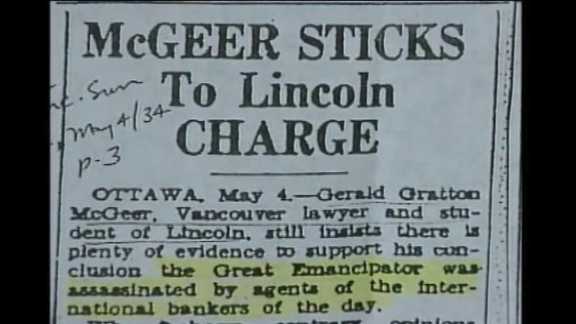 McGEER STICKS
To Lincoln
CHARGE
Sun
May 4/34
p-3
OTTAWA, May 4.—Gerald Gratton
McGeer, Vancouver lawyer and stu-
dent of Lincoln, still insists there is
plenty of evidence to support his con-
clusion the Great Emancipator was
assassinated by agents of the inter-
national bankers of the day.